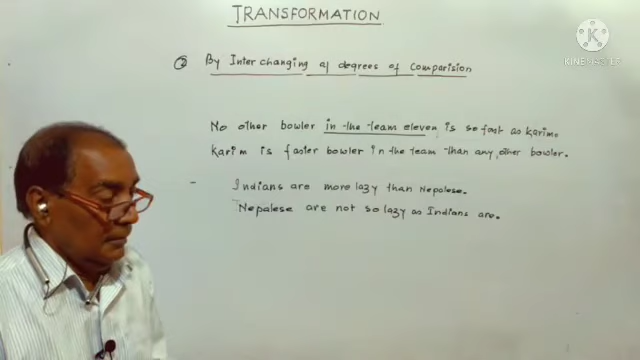 TRANSFORMATION
KINEMASTER
② By Interchanging of degrees of Comparision
No other bowler in the team eleven, is so fast as Karim.
Karim is faster bowler in the team than any other bowler.
- Indians are more lazy than Nepalese.
Nepalese are not so lazy as Indians are.